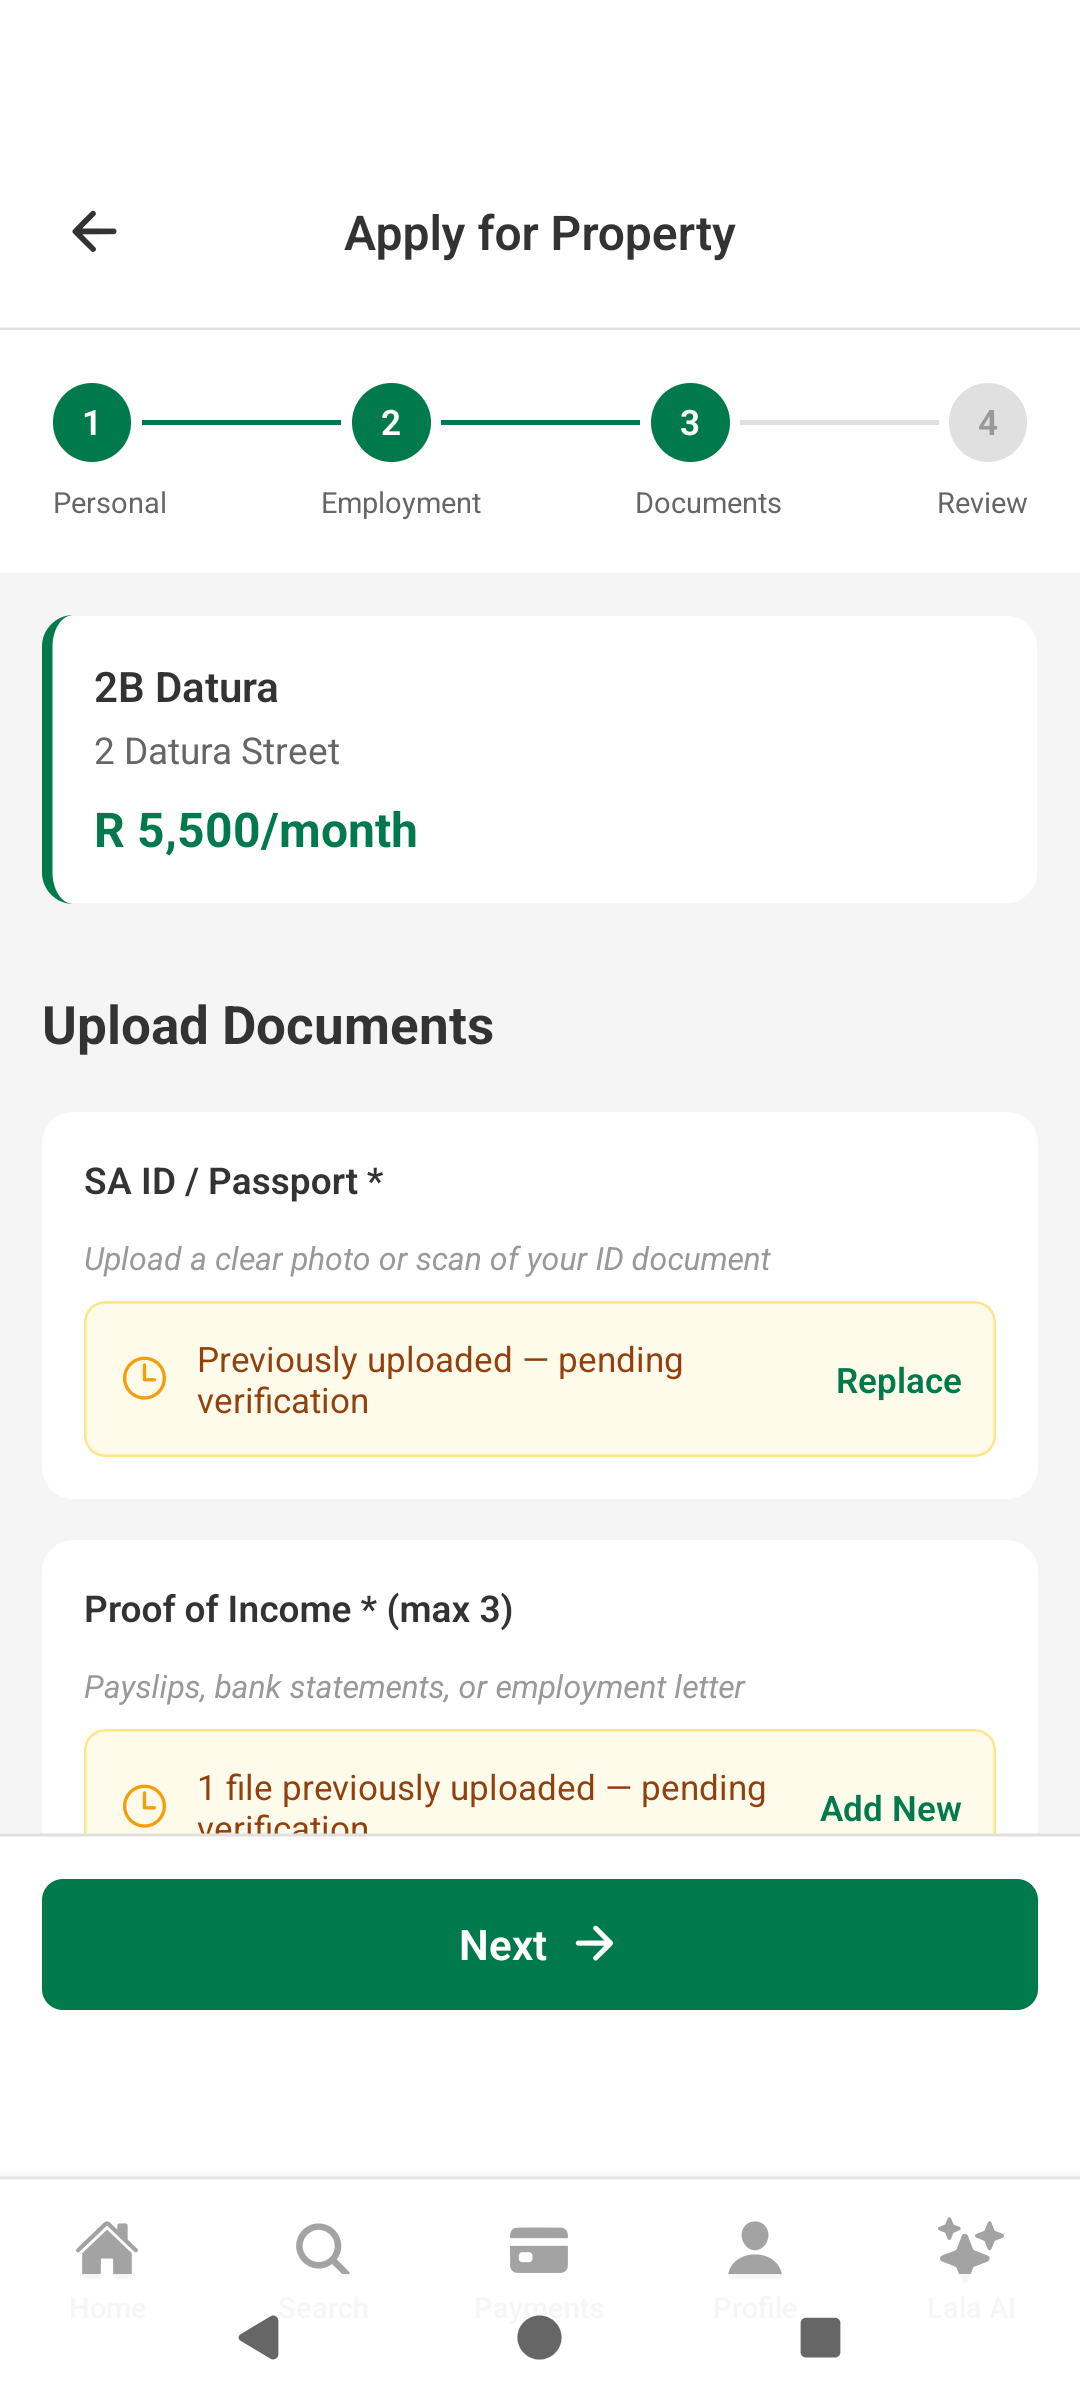 Apply for Property
1
2
3
4
Personal
Employment
Documents
Review
2B Datura
2 Datura Street
R 5,500/month
Upload Documents
SA ID / Passport *
Upload a clear photo or scan of your ID document
Previously uploaded — pending
verification
Replace
Proof of Income * (max 3)
Payslips, bank statements, or employment letter
1 file previously uploaded — pending
verification
Add New
Next
Home
Search
Payments
Profile
Lala AI